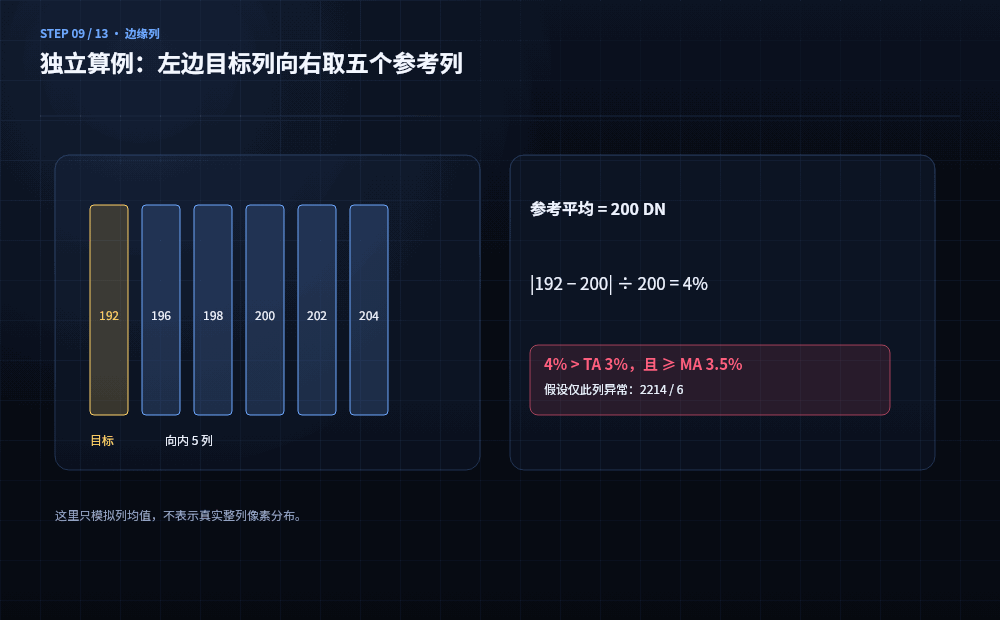 STEP 09 / 13 • 边缘列
独立算例：左边目标列向右取五个参考列
192
196
198
200
202
204
目标
向内 5 列
参考平均 = 200 DN
|192 − 200| ÷ 200 = 4%
4% > TA 3%，且 ≥ MA 3.5%
假设仅此列异常：2214 / 6
这里只模拟列均值，不表示真实整列像素分布。